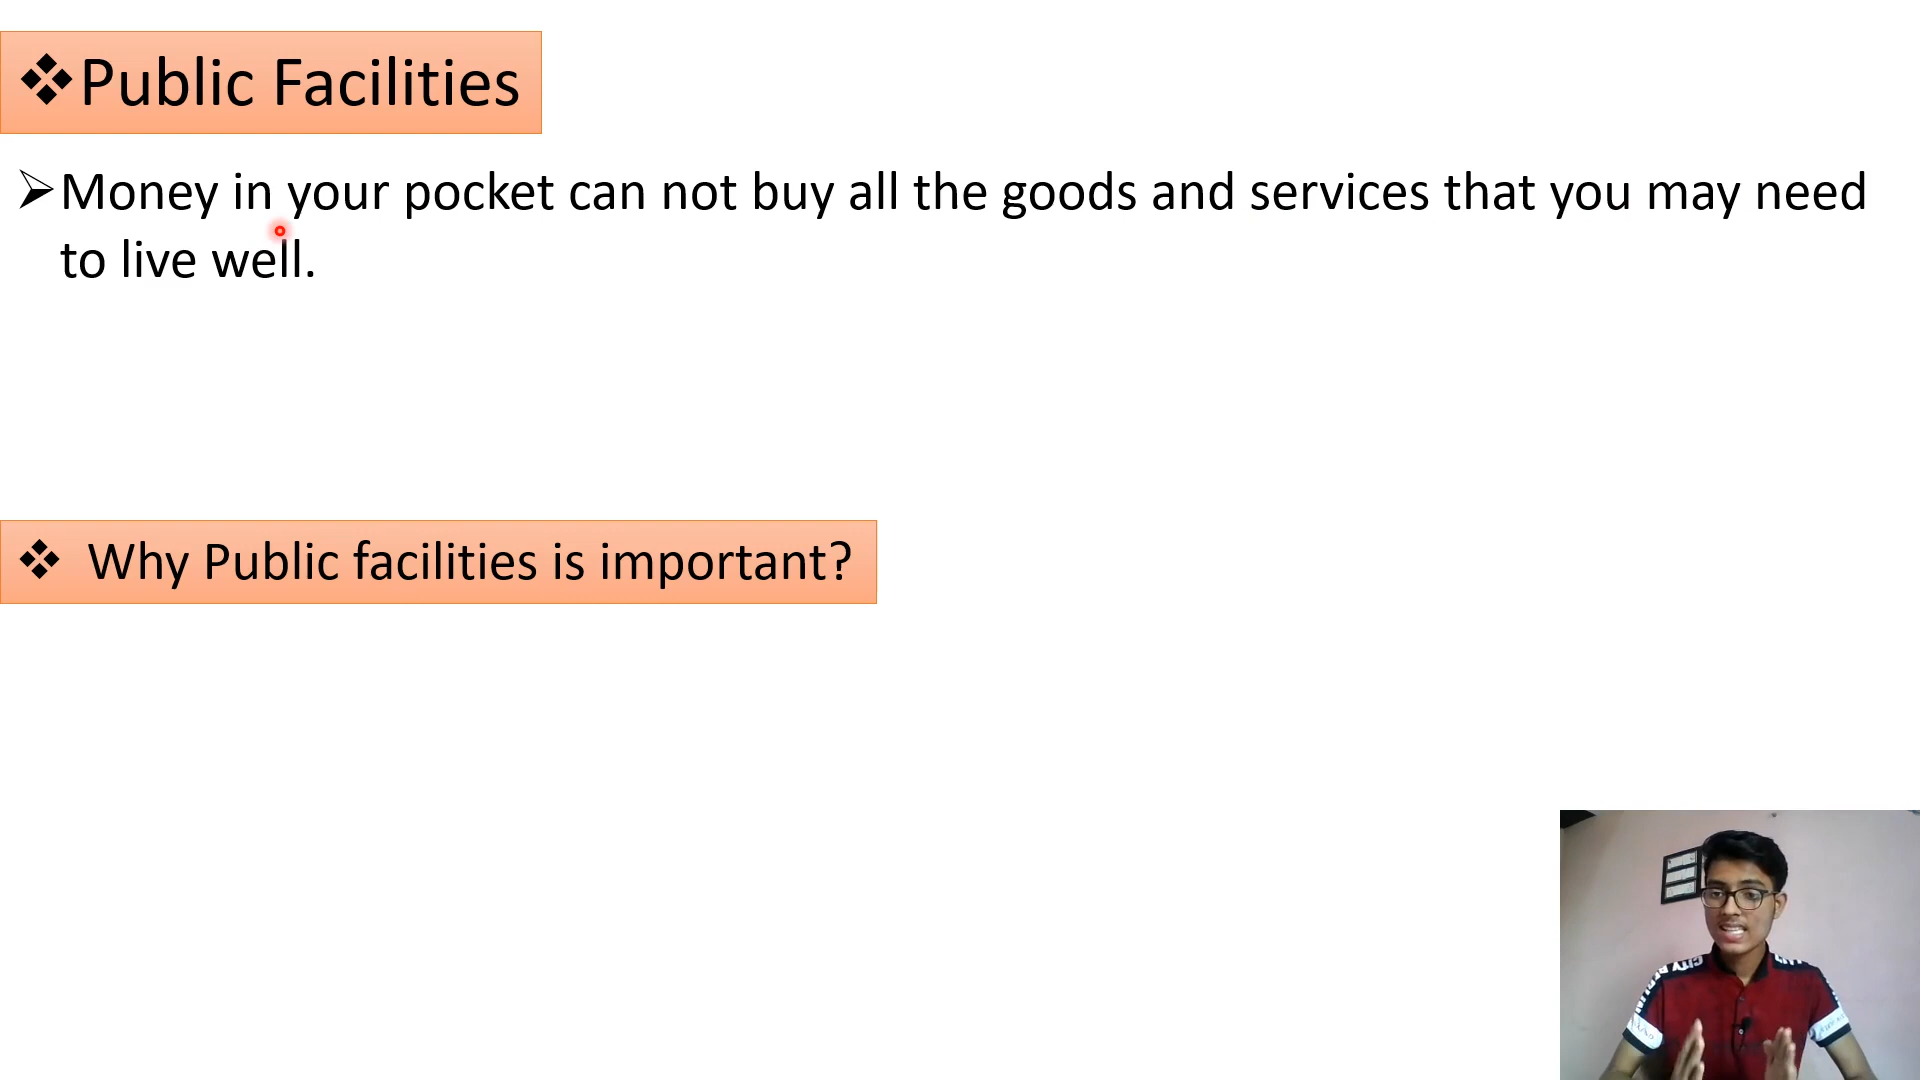 ❖Public Facilities
➢Money in your pocket can not buy all the goods and services that you may need
to live well.
❖ Why Public facilities is important?
CITY